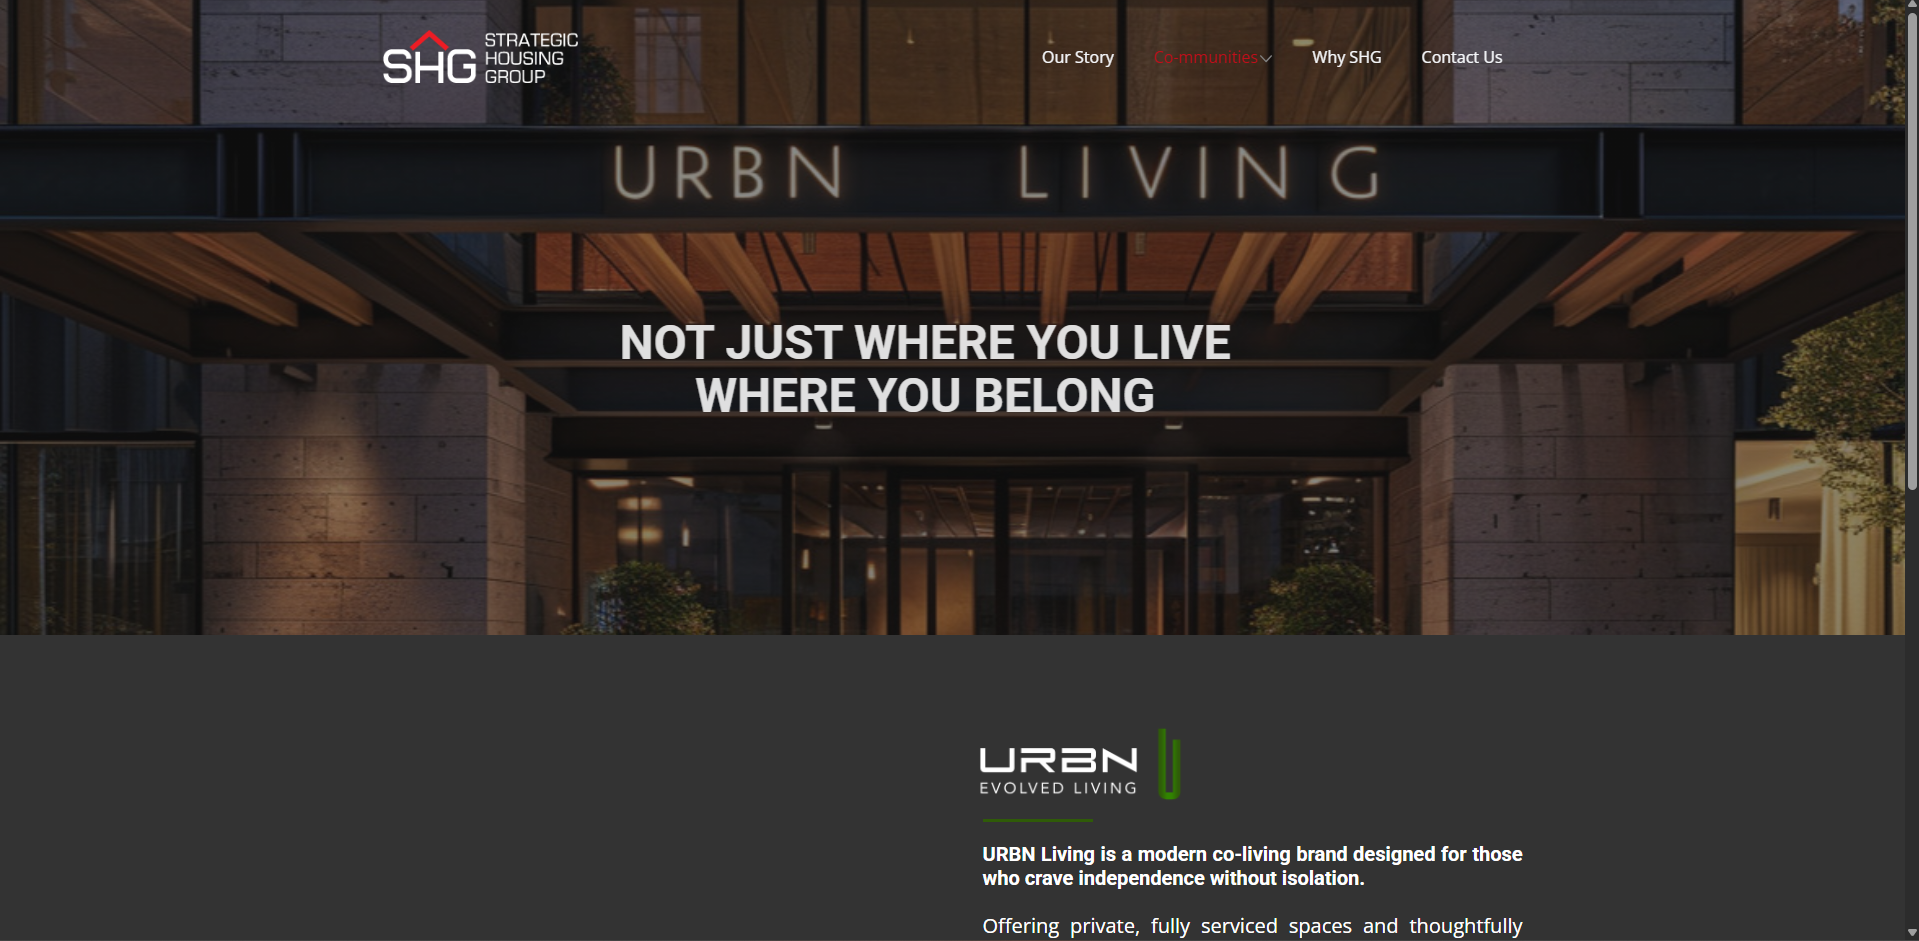 SHG STRATEGIC
HOUSING
GROUP
Our Story Co-mmunities Why SHG Contact Us
URBN LIVING
NOT JUST WHERE YOU LIVE
WHERE YOU BELONG
URBN
EVOLVED LIVING
URBN Living is a modern co-living brand designed for those
who crave independence without isolation.
Offering private, fully serviced spaces and thoughtfully